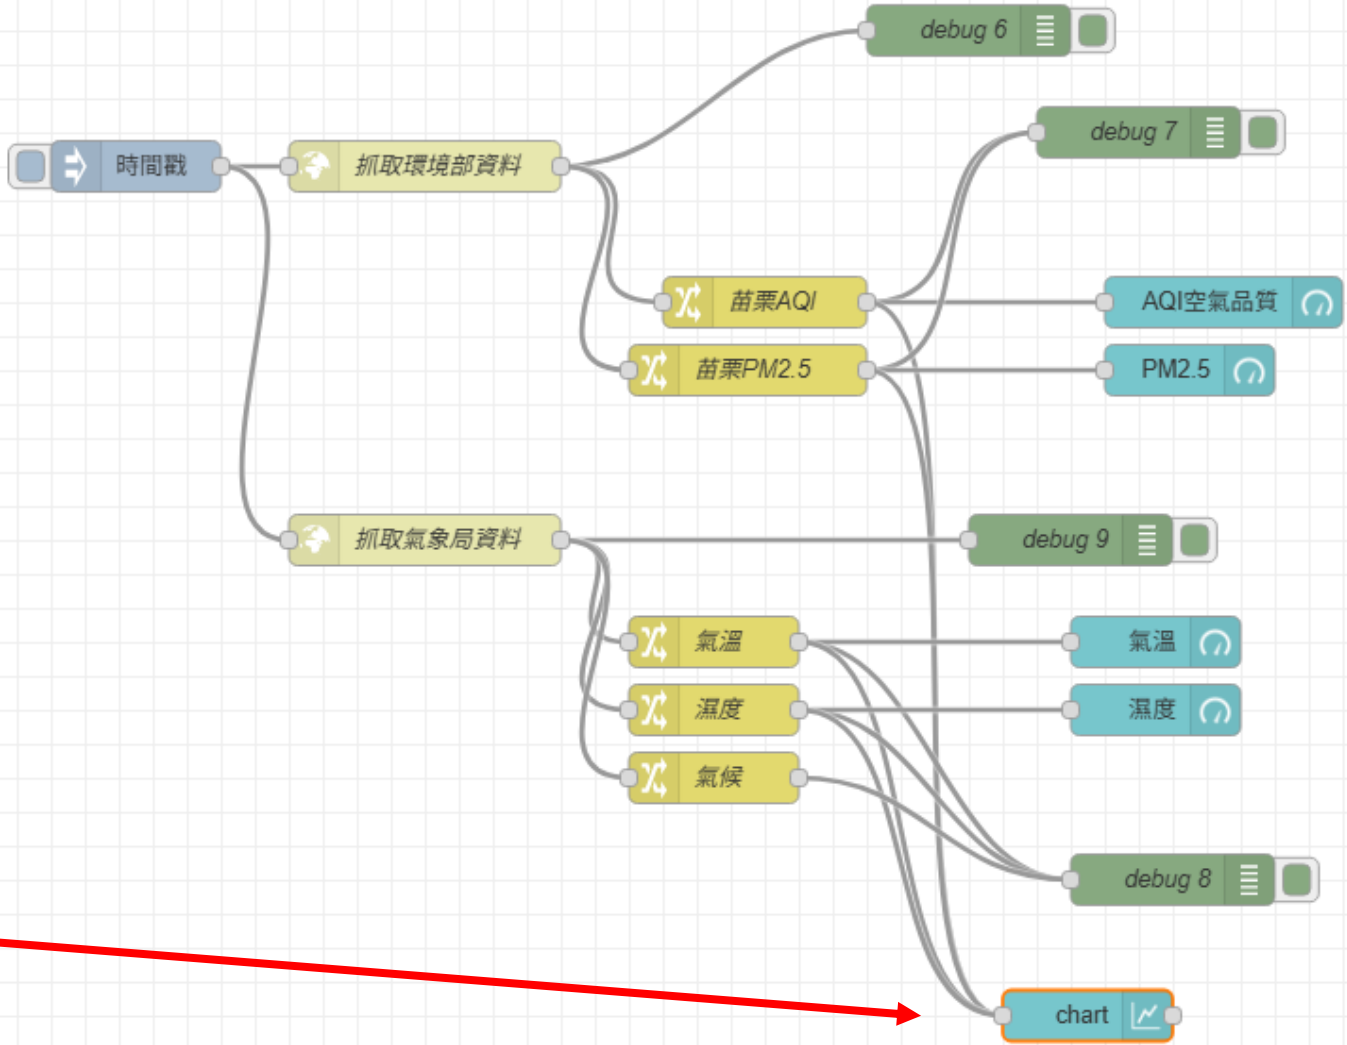 debug 6
debug 7
時間戳
抓取環境部資料
苗栗AQI
AQI空氣品質
苗栗PM2.5
PM2.5
抓取氣象局資料
debug 9
氣溫
氣溫
濕度
濕度
氣候
debug 8
chart